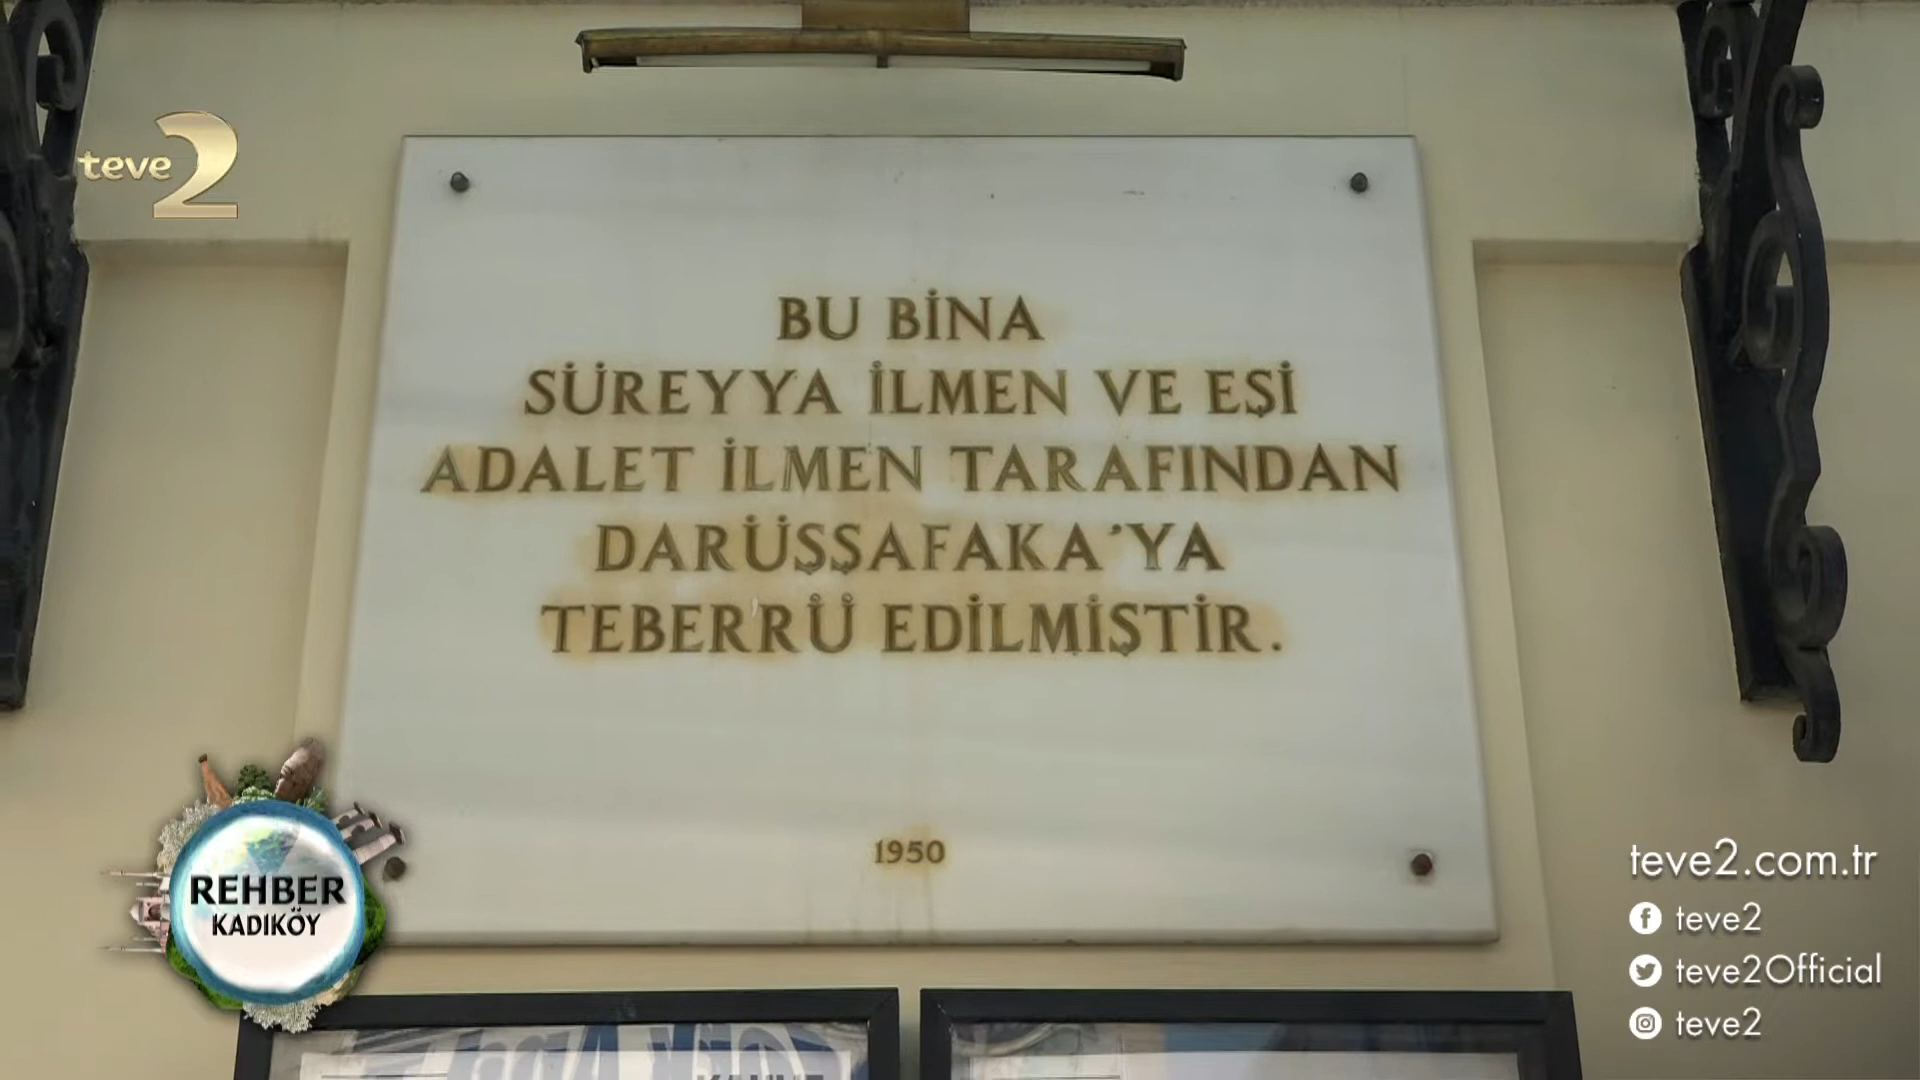 teve2
BU BİNA
SÜREYYA İLMEN VE EŞİ
ADALET İLMEN TARAFINDAN
DARÜŞŞAFAKA'YA
TEBERRÜ EDİLMİŞTİR.
1950
REHBER
KADIKÖY
teve2.com.tr
teve2
teve2Official
teve2